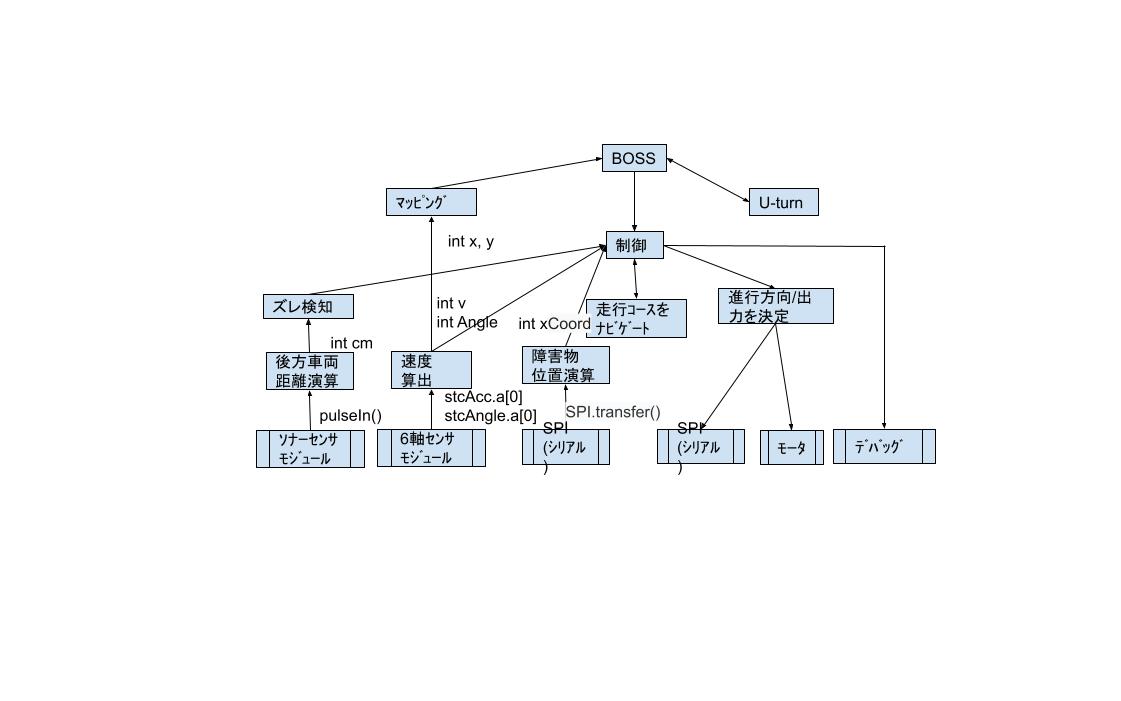 BOSS
ﾏｯﾋﾟﾝｸﾞ
U-turn
int x, y
制御
ズレ検知
int v
int Angle
int xCoord
走行コースを
ﾅﾋﾞｹﾞｰﾄ
進行方向/出
力を決定
int cm
後方車両
距離演算
速度
算出
障害物
位置演算
stcAcc.a[0]
stcAngle.a[0]
pulseIn()
SPI.transfer()
ｿﾅｰｾﾝｻ
ﾓｼﾞｭｰﾙ
6軸ｾﾝｻ
ﾓｼﾞｭｰﾙ
SPI
(ｼﾘｱﾙ
)
SPI
(ｼﾘｱﾙ
)
ﾓｰﾀ
ﾃﾞﾊﾞｯｸﾞ